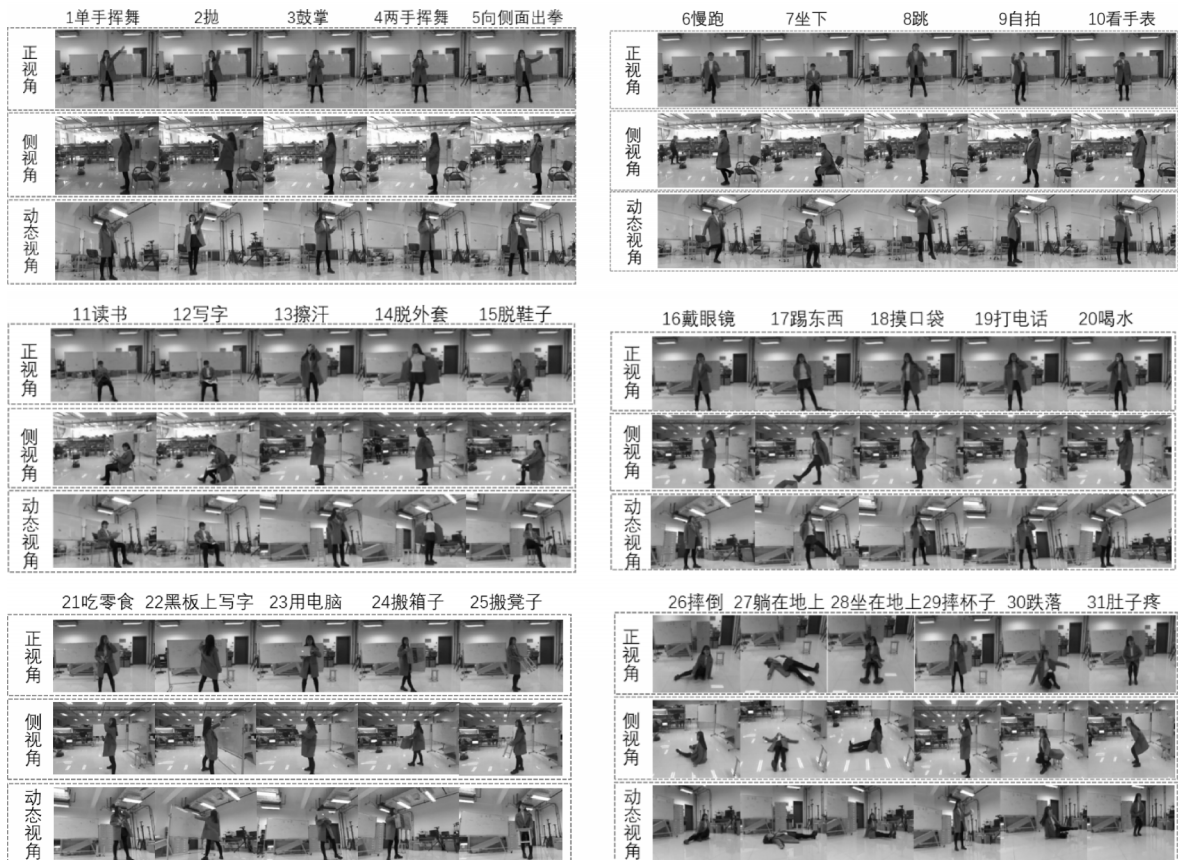 1单手挥舞 2抛 3鼓掌 4两手挥舞 5向侧面出拳
正视角
侧视角
动态视角
6慢跑 7坐下 8跳 9自拍 10看手表
正视角
侧视角
动态视角
11读书 12写字 13擦汗 14脱外套 15脱鞋子
正视角
侧视角
动态视角
16戴眼镜 17踢东西 18摸口袋 19打电话 20喝水
正视角
侧视角
动态视角
21吃零食 22黑板上写字 23用电脑 24搬箱子 25搬凳子
正视角
侧视角
动态视角
26摔倒 27躺在地上 28坐在地上 29摔杯子 30跌落 31肚子疼
正视角
侧视角
动态视角